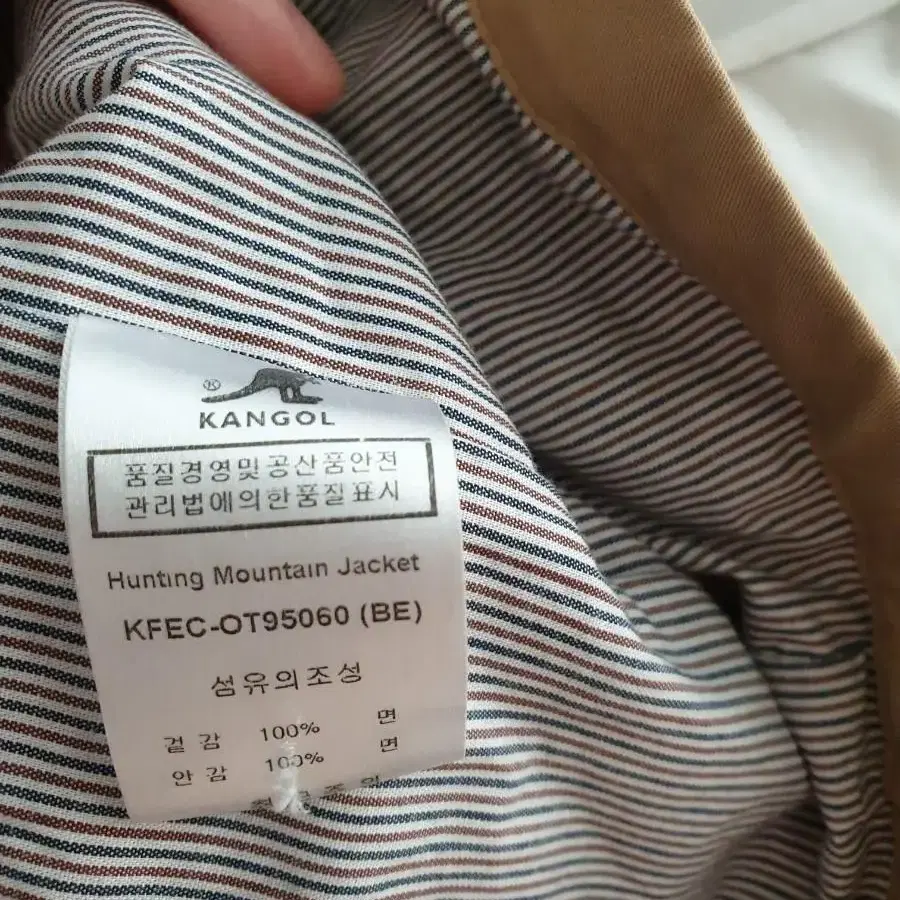 ®
KANGOL
품질경영및공산품안전
관리법에의한품질표시
Hunting Mountain Jacket
KFEC-OT95060 (BE)
섬유의조성
겉감 100% 면
안감 100% 면